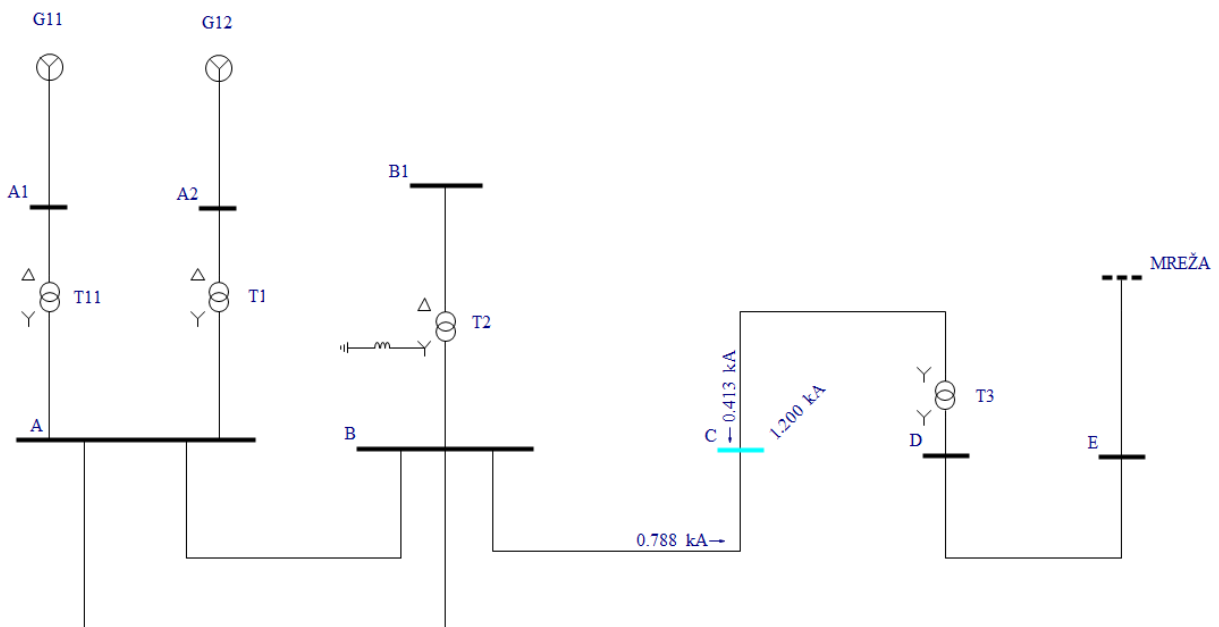 G11
G12
B1
A1
A2
MREŽA
T11
T1
T2
0.413 kA
1.200 kA
T3
A
B
C
D
E
0.788 kA